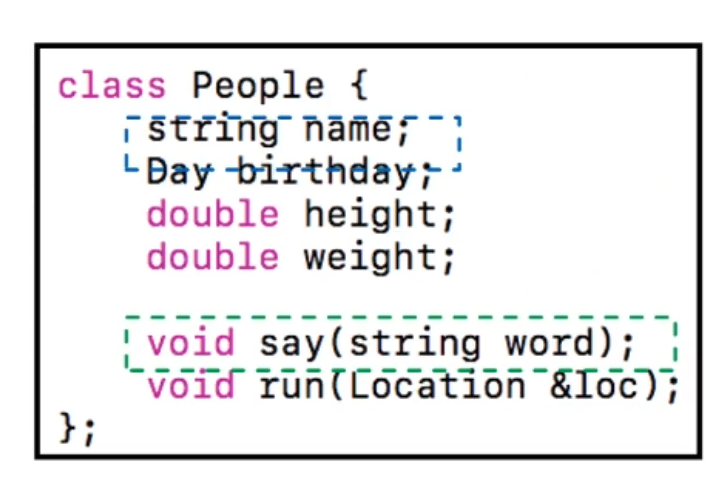 class People {
string name;
Day birthday;
double height;
double weight;
void say(string word);
void run(Location &loc);
};